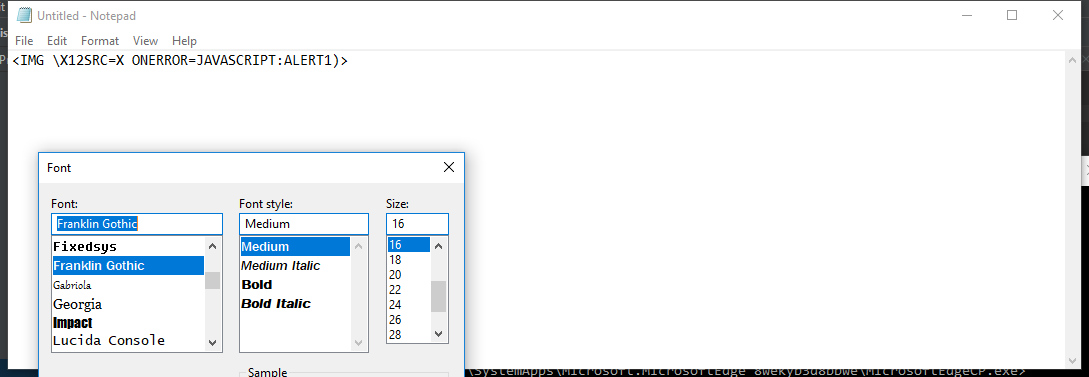 Untitled - Notepad
File Edit Format View Help
<IMG \X12SRC=X ONERROR=JAVASCRIPT:ALERT1)>
Font
Font: Font style: Size:
Franklin Gothic Medium 16
Fixedsys Medium 16
Franklin Gothic Medium Italic 18
Gabriola Bold 20
Georgia Bold Italic 22
Impact 24
Lucida Console 26
28
Sample
\SystemApps\Microsoft.MicrosoftEdge_8wekyb3d8bbwe\MicrosoftEdgeCP.exe>